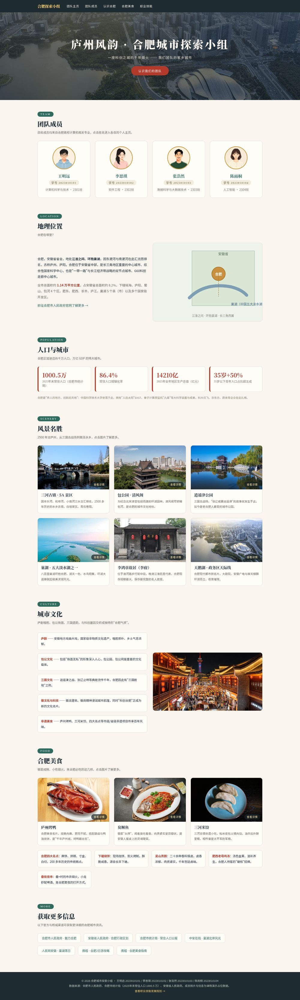 合肥探索小组 团队主页 团队成员 认识合肥 合肥美食 职业技能
庐州风韵 · 合肥城市探索小组
一座科创之城的千年烟火 —— 我们团队的家乡城市
认识我们的团队
TEAM
团队成员
四名成员均来自合肥高校计算机相关专业，点击姓名进入各自的个人主页。
王明远
学号 2023010101
计算机科学与技术 · 2301班
李思琪
学号 2023010102
软件工程 · 2302班
张浩然
学号 2023010103
数据科学与大数据技术 · 2303班
陈雨桐
学号 2023010104
人工智能 · 2304班
LOCATION
地理位置
合肥在哪里？
合肥，安徽省省会，地处江淮之间、环抱巢湖，因东淝河与南淝河在此汇流而得
名，古称庐州、庐阳。合肥位于安徽省中部，是长三角地区重要的中心城市、综
合性国家科学中心，也是"一带一路"与长江经济带战略的双节点城市、G60科创
走廊中心城市。
全市总面积约 1.14 万平方公里，占安徽省总面积约 8.2%，下辖瑶海、庐阳、蜀
山、包河 4 个区，肥东、肥西、长丰、庐江、巢湖 5 个县（市）以及多个国家级
开发区。
前往合肥市人民政府官网了解更多 →
安徽省
合肥
巢湖（中国五大淡水湖
江淮之间 · 环抱巢湖 · 长三角西翼
POPULATION
人口与城市
合肥正加速迈向千万人口、万亿 GDP 的特大城市。
1000.5万
2025年末常住人口（合肥市统计
局）
86.4%
常住人口城镇化率
14210亿
2025年全年地区生产总值（亿元）
35岁+50%
35岁以下青年人口占比超五成
合肥是"养人的地方、创新的天地"：中国科学技术大学坐落于此，拥有"人造太阳"EAST、量子计算原型机"九章"等大科学装置与成果，科大讯飞、京东方、蔚来等企业在此扎根。
SCENERY
风景名胜
2500 年古庐州，从三国古战场到徽派水乡，点击图片了解更多。
查看详情
三河古镇 · 5A 景区
因丰乐河、杭埠河、小南河三水交汇得名，2500 多
年历史的水乡古镇，白墙黛瓦、青石巷陌。
查看详情
包公园 · 清风阁
为纪念北宋清官包拯而建的环湖园林，清风阁可俯瞰
包河，是合肥的城市文化地标。
查看详情
逍遥津公园
三国古战场，"张辽威震逍遥津"的故事就发生于此，
如今是老合肥人最爱的城市公园。
查看详情
巢湖 · 五大淡水湖之一
八百里巢湖环抱合肥，湖天一色、水鸟翔集，环湖大
道串联起绝美滨湖风光。
李府
查看详情
李鸿章故居（李府）
位于淮河路步行街中段，晚清江淮民居代表，合肥现
存规模最大、保存最完整的名人故居。
查看详情
天鹅湖 · 政务区天际线
合肥现代都市新名片，大剧院、安徽广电与摩天楼群
环湖而立，夜景璀璨。
CULTURE
城市文化
庐剧唱腔、包公铁面、三国遗韵，与科创基因交织成独特的"合肥气质"。
庐剧 —— 安徽地方戏曲大戏，国家级非物质文化遗产，唱腔质朴、乡土气息浓
郁。
包公文化 —— 包拯"铁面无私"的形象深入人心，包公园、包公祠是重要的文化
载体。
三国文化 —— 逍遥津之战、张辽止啼等典故流传千年，合肥因此有"三国故
地"之称。
徽文化与科技 —— 徽派建筑、徽商精神浸润城市肌理，同时"科创合肥"正成为
新的文化名片。
非遗美食 —— 庐州烤鸭、三河米饺、四大名点等市级/省级非遗项目传承百年风
味。
FOOD
合肥美食
徽菜咸鲜、小吃烟火，来合肥必吃的这几样，点击图片了解更多。
查看详情
庐州烤鸭
合肥美食名片，皮脆肉嫩、肥而不腻，搭配甜卤与鸭
油烧饼，是"千年庐州城，烤鸭最出名"。
查看详情
臭鳜鱼
徽菜"头牌"，闻着臭吃着香，肉质紧实呈蒜瓣状，是
安徽人餐桌上的灵魂硬菜。
查看详情
三河米饺
三河古镇非遗小吃，籼米皮包土猪肉馅，油炸后外酥
里糯，相传曾是太平军的军粮。
合肥四大名点：麻饼、烘糕、寸金、
白切，200 多年历史的传统糕点。
下塘烧饼：现场抛饼、炭火烤制，酥
脆咸香，源自长丰下塘。
吴山贡鹅：二十余种香料慢卤，卤香
浓郁、肉质紧实，千年宫廷卤味。
肥西老母鸡汤：汤色金黄、滋补养
生，合肥人待客的"硬核"招牌。
罍街夜市：罍+村的市井烟火，小龙
虾配啤酒，是合肥夏夜的打开方式。
MORE
获取更多信息
以下官方与权威渠道可获取更详细的合肥城市资讯。
合肥市人民政府 · 魅力合肥
安徽省人民政府 · 合肥行政区划
合肥市统计局 · 常住人口公报
中安在线 · 巢湖北岸风光
人民网安徽 · 巢湖落日
携程 · 合肥2日游攻略
携程 · 合肥美食指南
© 2026 合肥城市探索小组 · 王明远 2023010101 / 李思琪 2023010102 / 张浩然 2023010103 / 陈雨桐 2023010104
数据来源：合肥市人民政府、合肥市统计局（2025年末常住人口 1000.5 万）、安徽省人民政府。成员照片与信息为课程演示占位数据。
查看职业技能发展规划 →